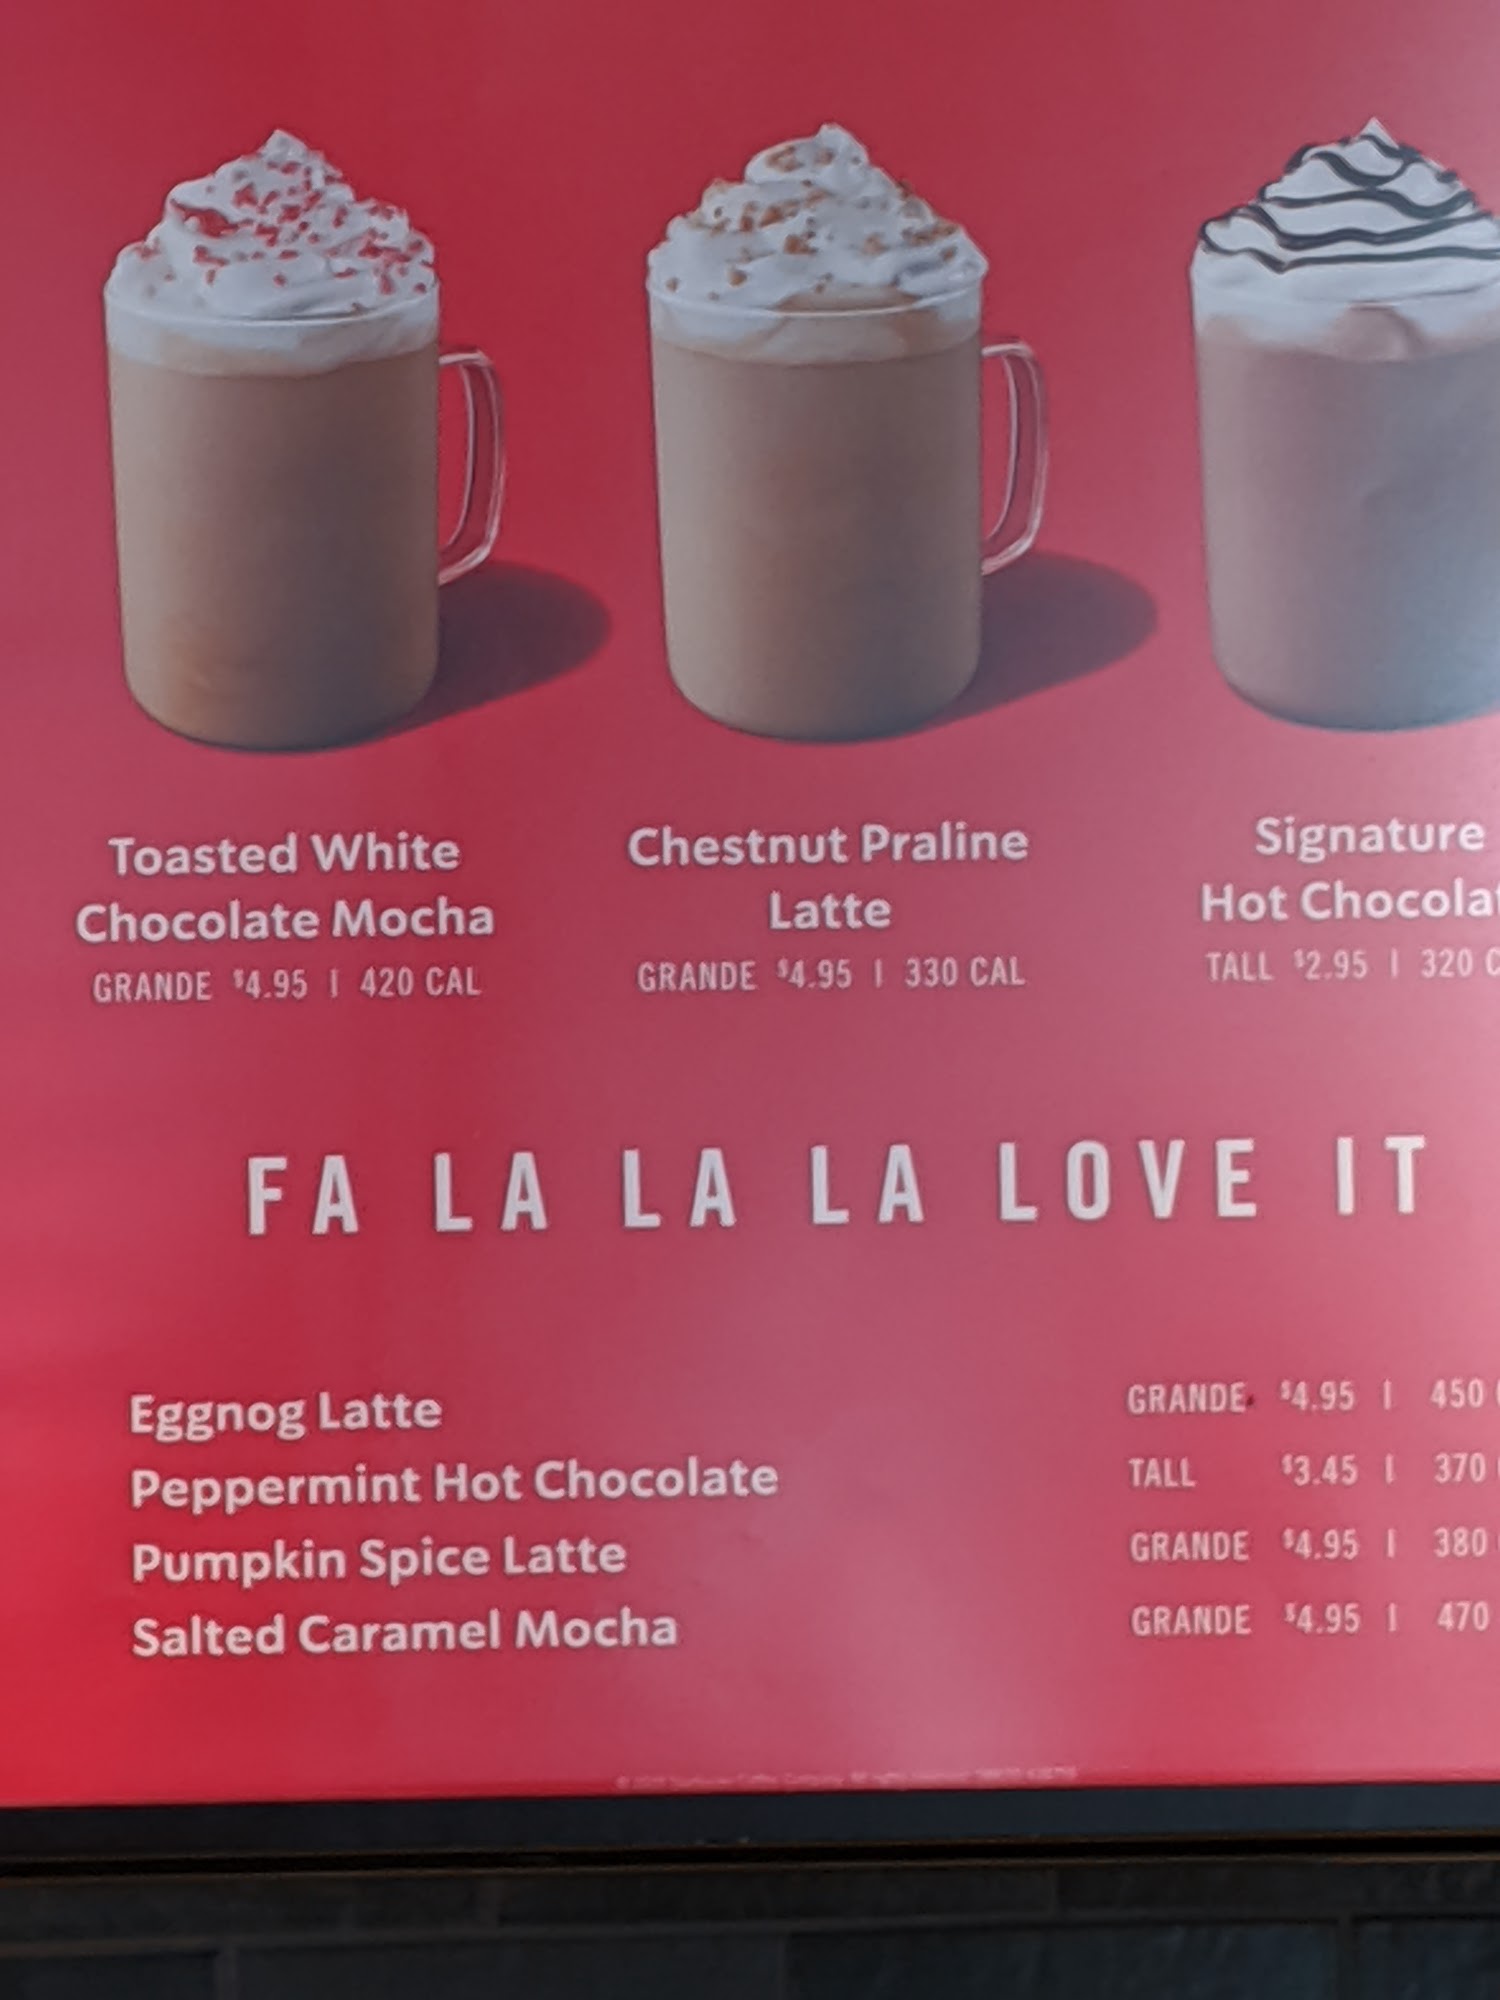 Toasted White
Chocolate Mocha
GRANDE $4.95 | 420 CAL
Chestnut Praline
Latte
GRANDE $4.95 | 330 CAL
Signature
Hot Chocola
TALL $2.95 | 320 C
FA LA LA LA LOVE IT
Eggnog Latte GRANDE $4.95 | 450
Peppermint Hot Chocolate TALL $3.45 | 370
Pumpkin Spice Latte GRANDE $4.95 | 380
Salted Caramel Mocha GRANDE $4.95 | 470